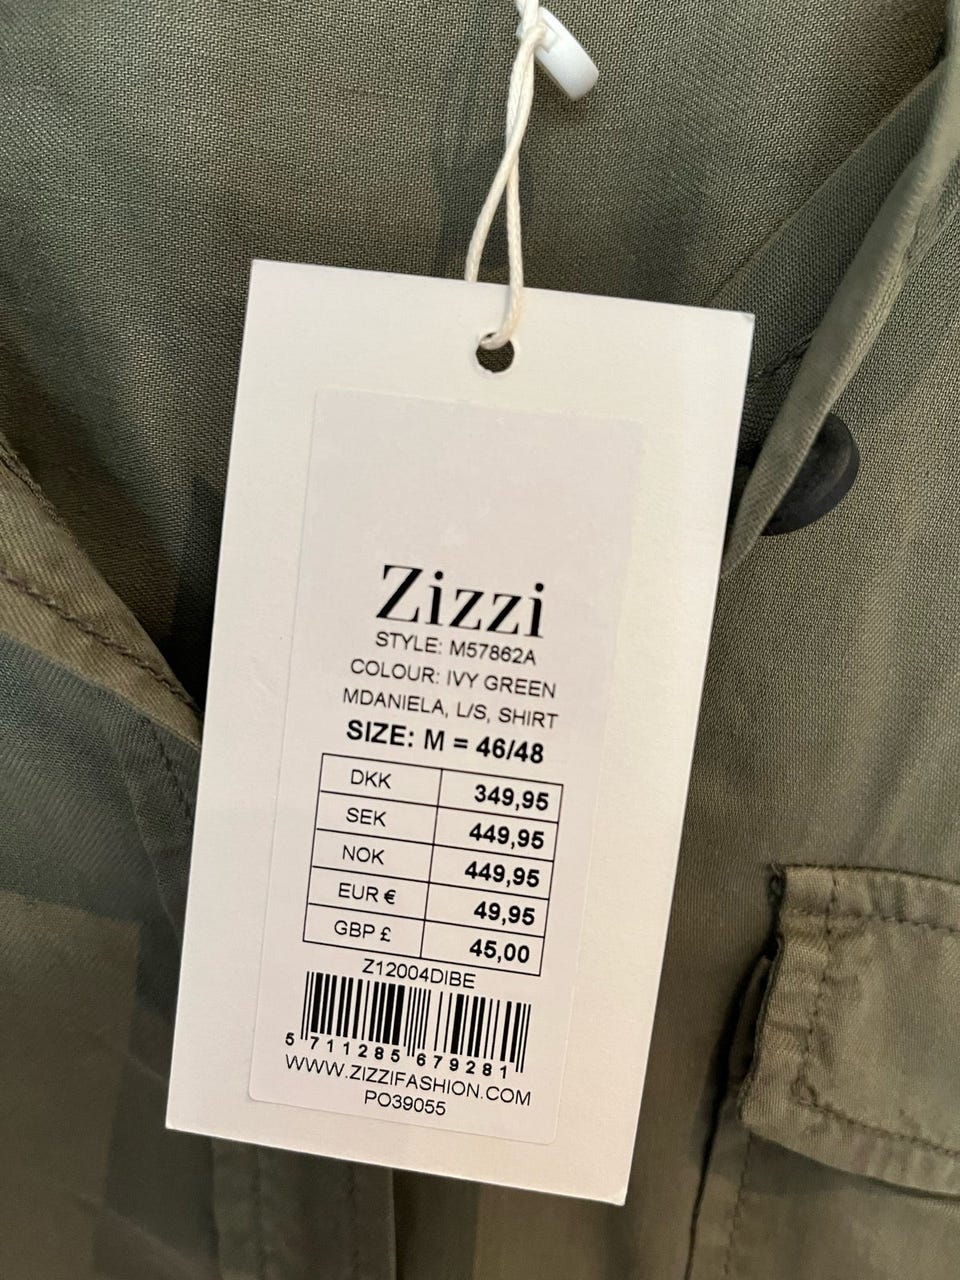 Zizzi
STYLE: M57862A
COLOUR: IVY GREEN
MDANIELA, L/S, SHIRT
SIZE: M = 46/48
DKK 349,95
SEK 449,95
NOK 449,95
EUR € 49,95
GBP £ 45,00
Z12004DIBE
5 711285 679281
WWW.ZIZZIFASHION.COM
PO39055